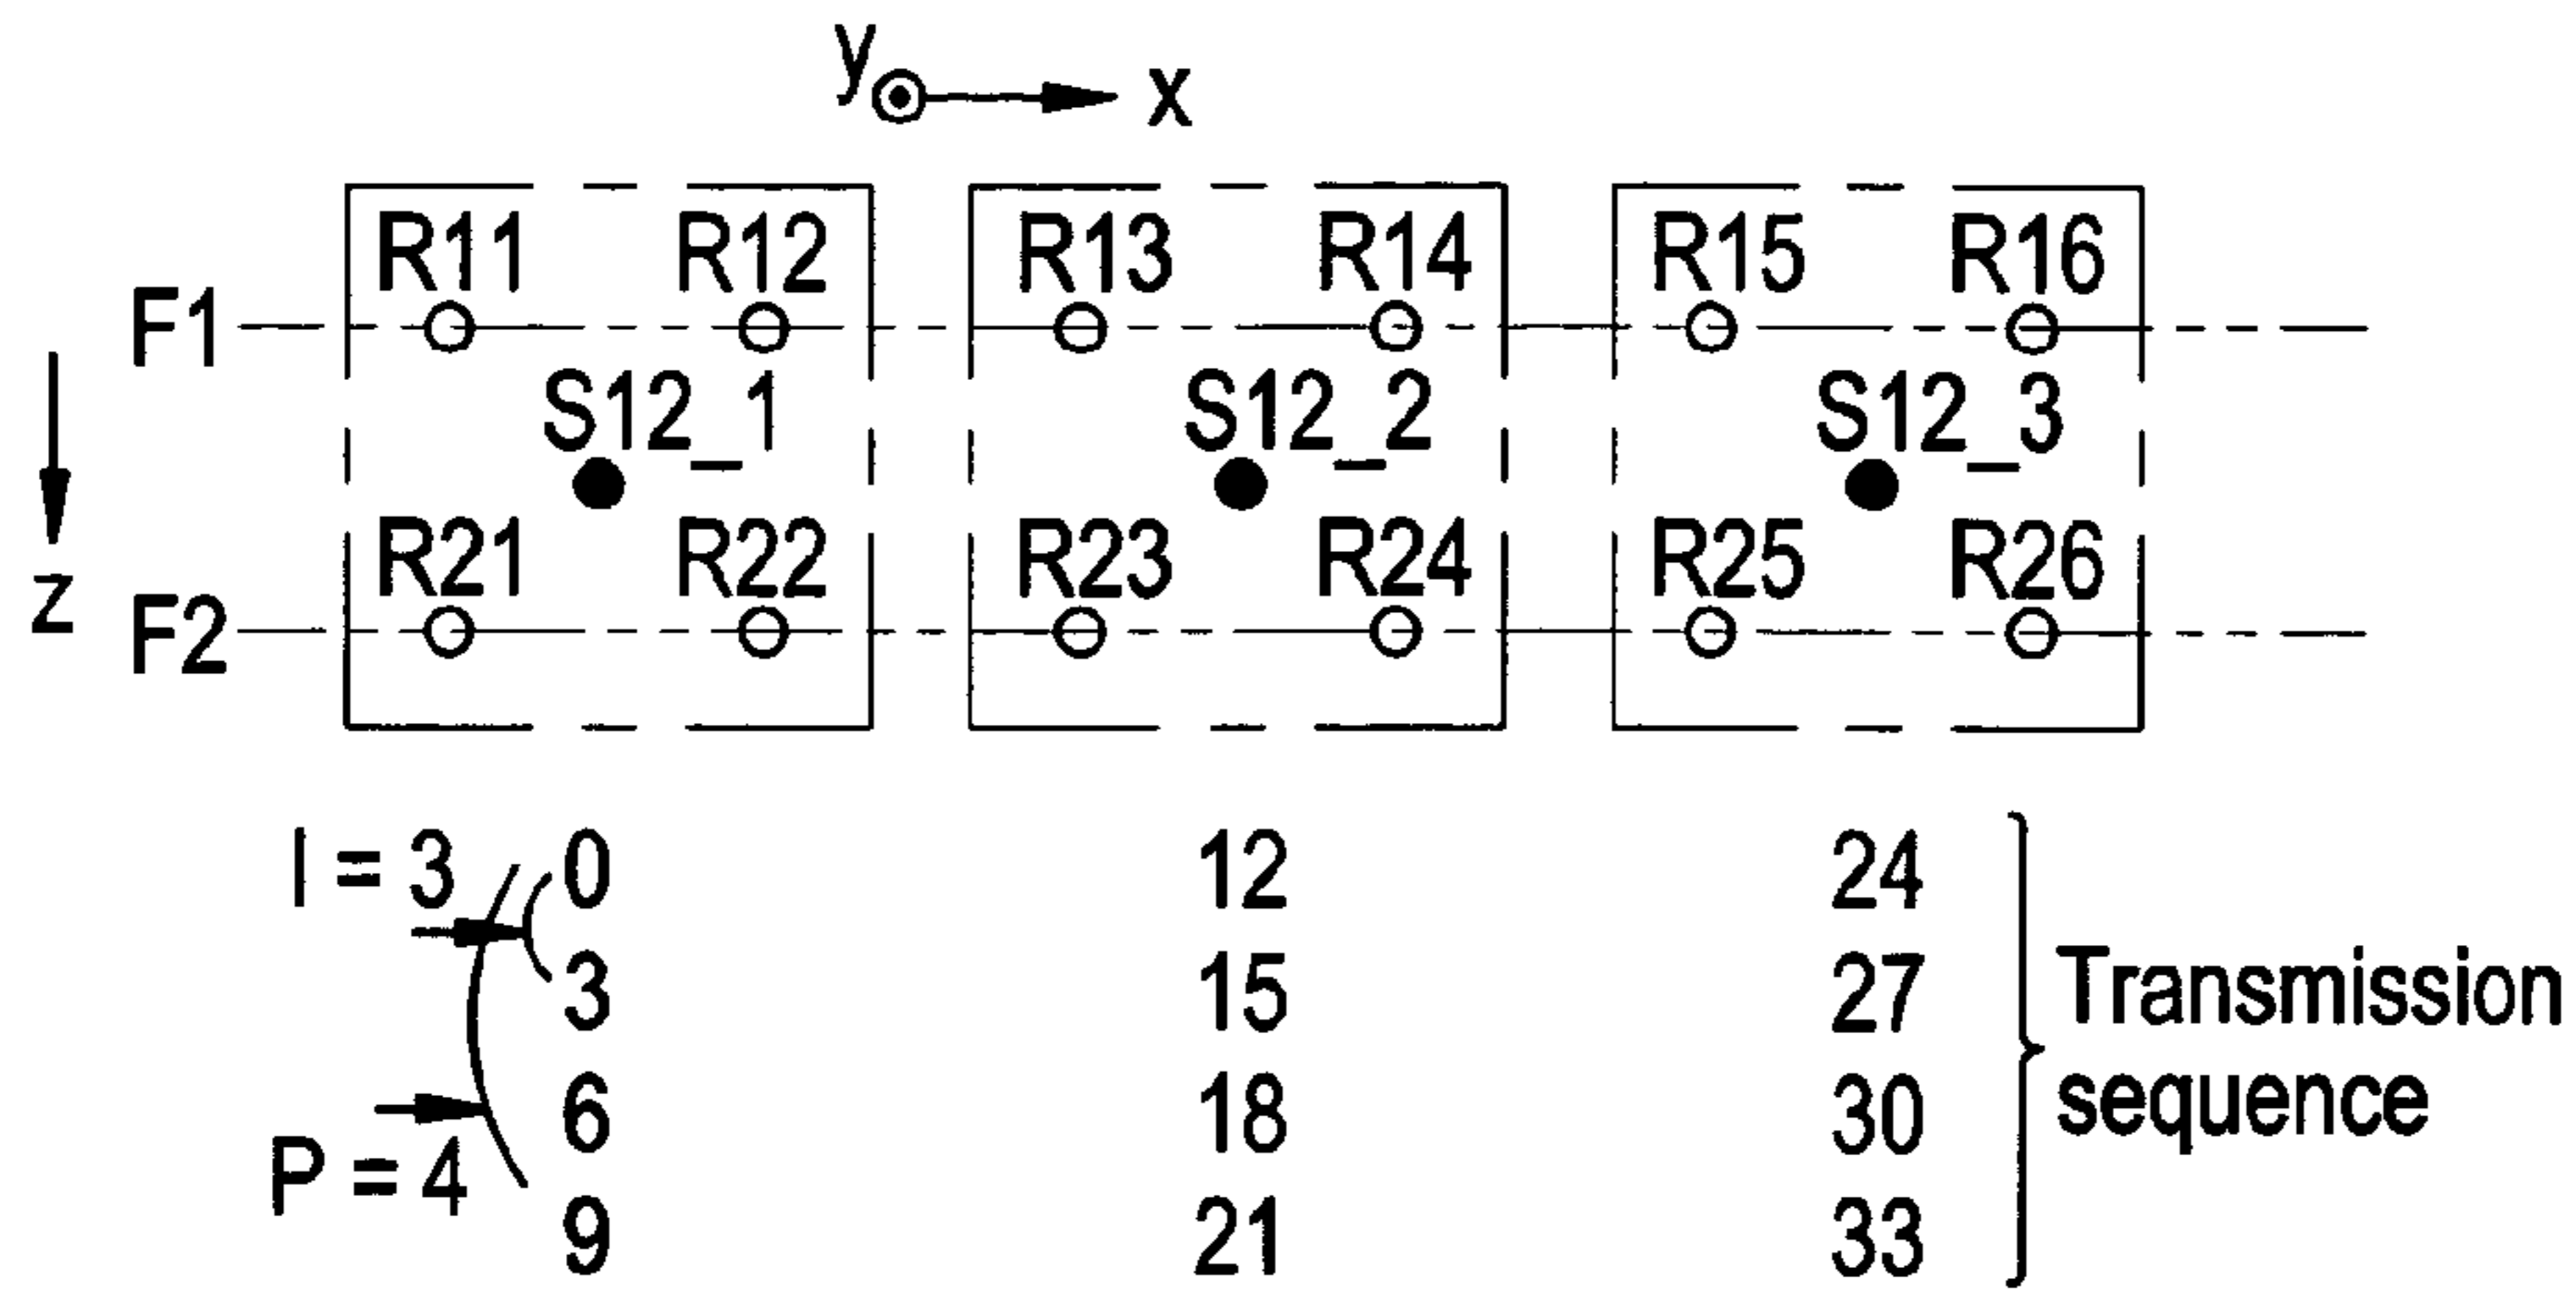 y x
R11 R12 R13 R14 R15 R16
F1
S12_1 S12_2 S12_3
R21 R22 R23 R24 R25 R26
z F2
I = 3 0 12 24
3 15 27
Transmission
sequence
6 18 30
P = 4
9 21 33